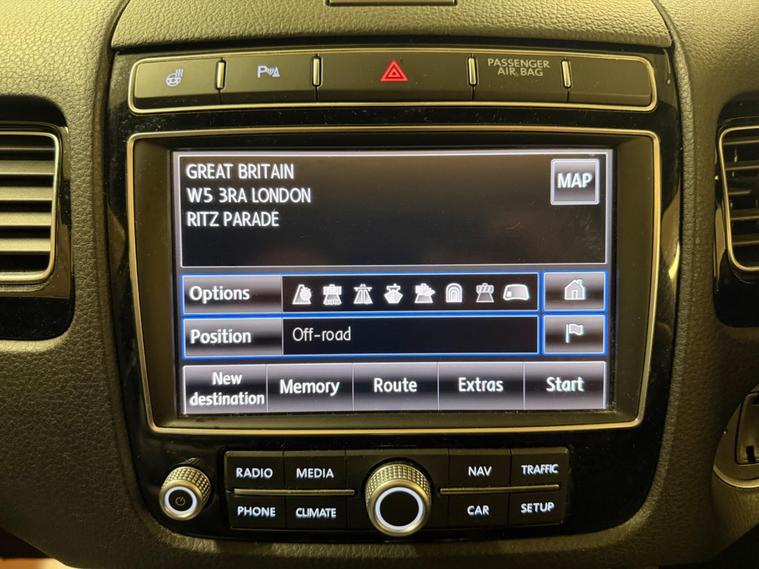 P
PASSENGER
AIR BAG
GREAT BRITAIN
MAP
W5 3RA LONDON
RITZ PARADE
Options
Position
Off-road
New
destination
Memory
Route
Extras
Start
RADIO
MEDIA
NAV
TRAFFIC
PHONE
CLIMATE
CAR
SETUP